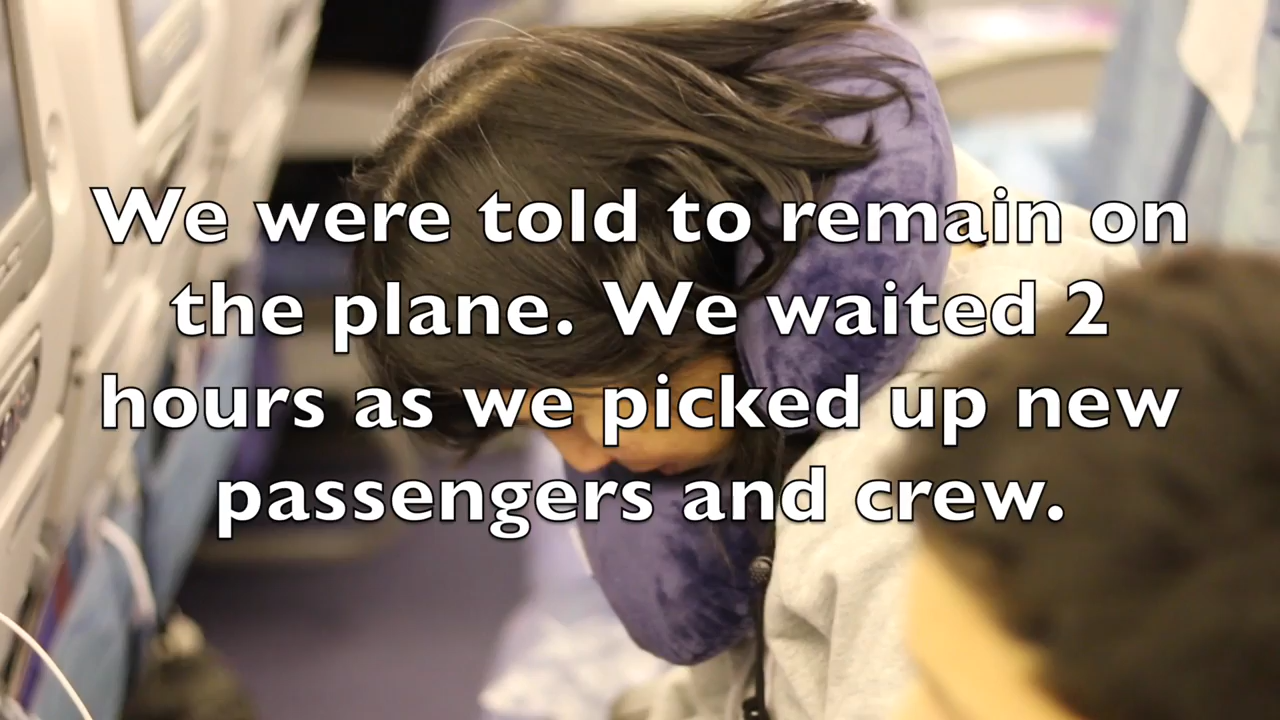 We were told to remain on
the plane. We waited 2
hours as we picked up new
passengers and crew.